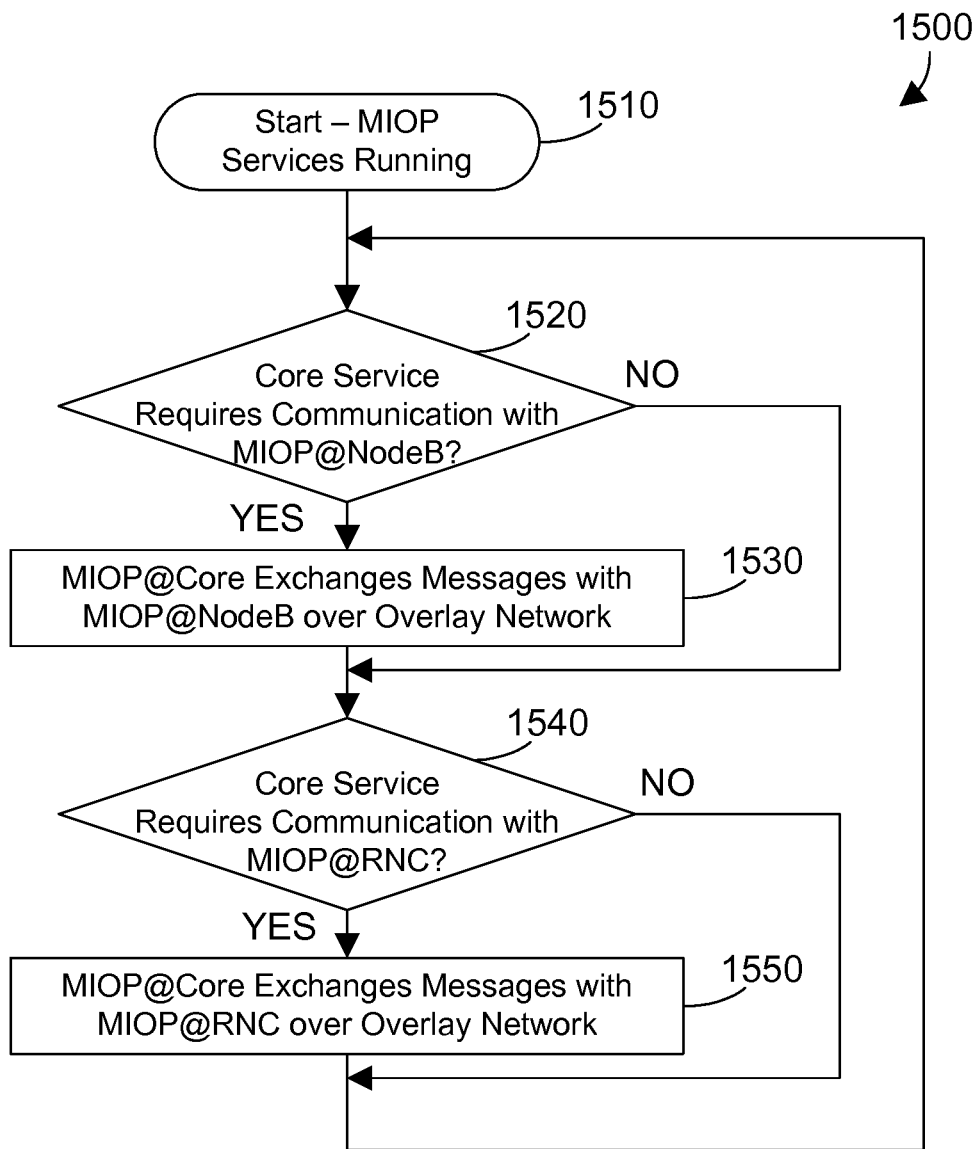 1500
Start – MIOP
Services Running
1510
1520
Core Service
Requires Communication with
MIOP@NodeB?
NO
YES
1530
MIOP@Core Exchanges Messages with
MIOP@NodeB over Overlay Network
1540
Core Service
Requires Communication with
MIOP@RNC?
NO
YES
1550
MIOP@Core Exchanges Messages with
MIOP@RNC over Overlay Network